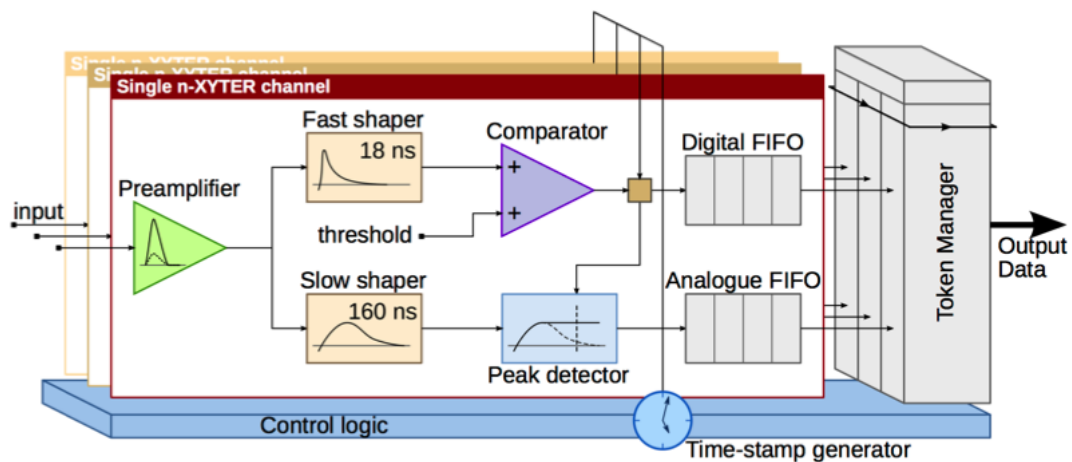 Single n-XYTER channel
Single n-XYTER channel
Single n-XYTER channel
Fast shaper
18 ns
Comparator
Digital FIFO
Preamplifier
+
input
+
threshold
Token Manager
Output
Data
Slow shaper
160 ns
Analogue FIFO
Peak detector
Control logic
Time-stamp generator